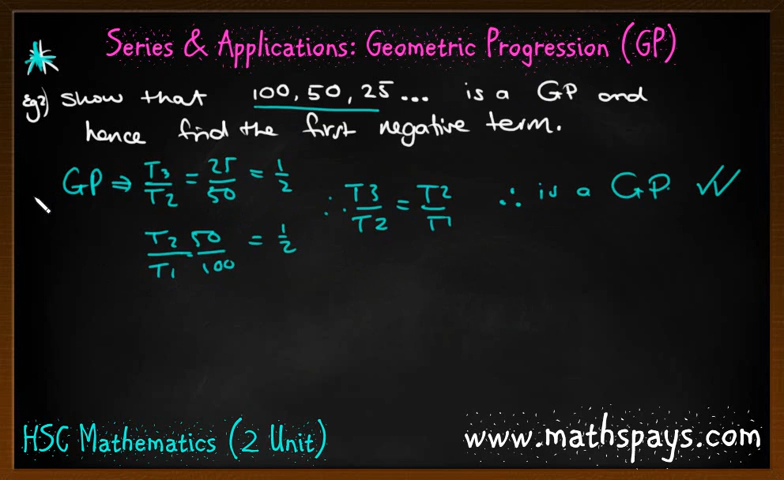 Series & Applications: Geometric Progression (GP)
Eg2) Show that 100, 50, 25... is a GP and
hence find the first negative term.
GP ⇒ T3/T2 = 25/50 = 1/2
∴ T3/T2 = T2/T1 ∴ is a GP.
T2/T1 50/100 = 1/2
HSC Mathematics (2 Unit)
www.mathspays.com